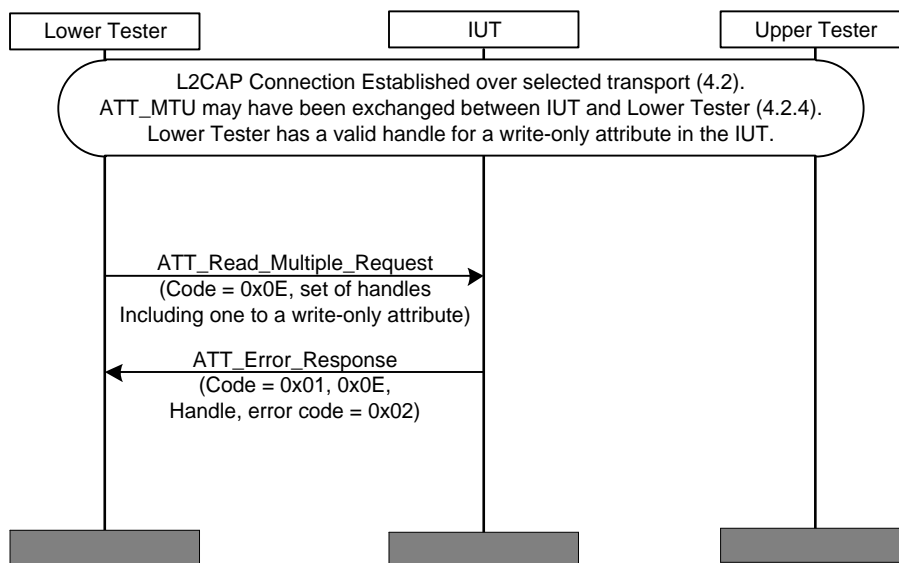 Lower Tester
IUT
Upper Tester
L2CAP Connection Established over selected transport (4.2).
ATT_MTU may have been exchanged between IUT and Lower Tester (4.2.4).
Lower Tester has a valid handle for a write-only attribute in the IUT.
ATT_Read_Multiple_Request
(Code = 0x0E, set of handles
Including one to a write-only attribute)
ATT_Error_Response
(Code = 0x01, 0x0E,
Handle, error code = 0x02)